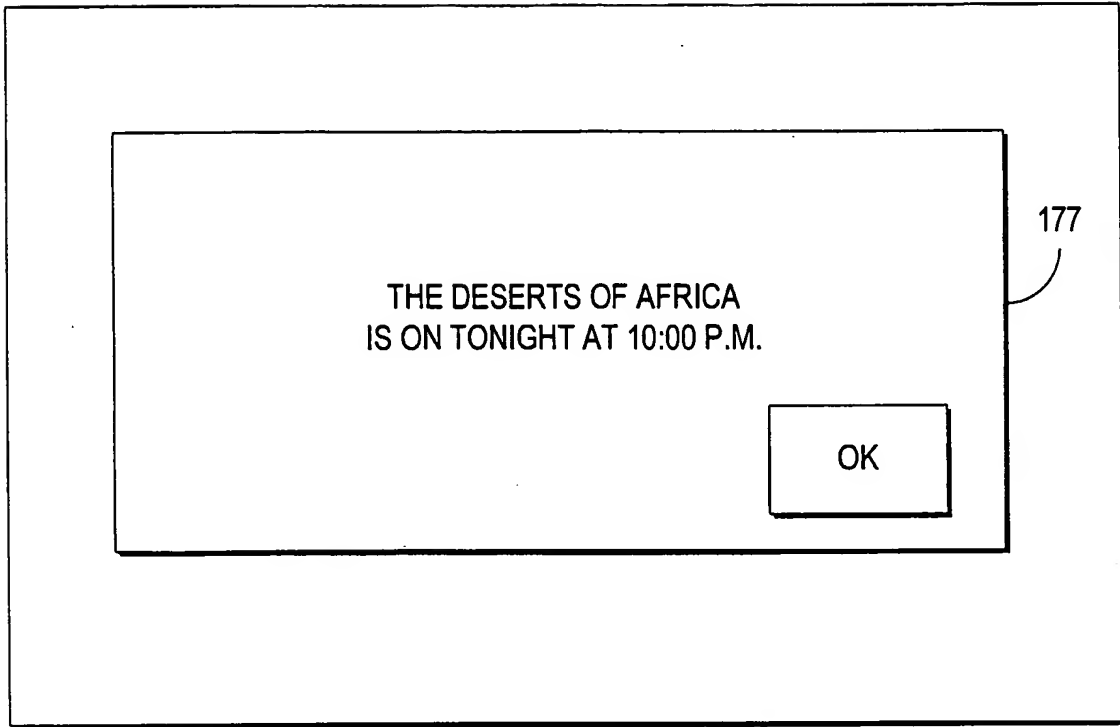 177
THE DESERTS OF AFRICA
IS ON TONIGHT AT 10:00 P.M.
OK